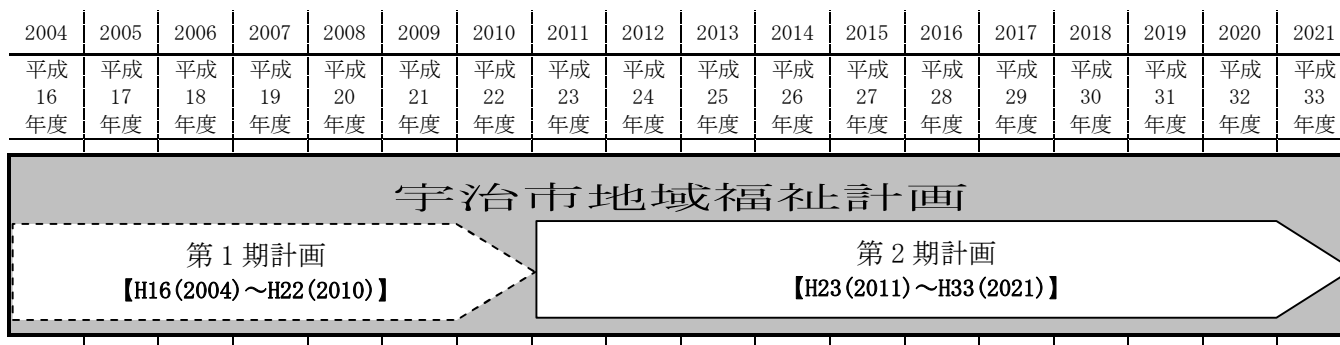 2004 2005 2006 2007 2008 2009 2010 2011 2012 2013 2014 2015 2016 2017 2018 2019 2020 2021
平成 平成 平成 平成 平成 平成 平成 平成 平成 平成 平成 平成 平成 平成 平成 平成 平成 平成
16 17 18 19 20 21 22 23 24 25 26 27 28 29 30 31 32 33
年度 年度 年度 年度 年度 年度 年度 年度 年度 年度 年度 年度 年度 年度 年度 年度 年度 年度
宇治市地域福祉計画
第1期計画
【H16(2004)～H22(2010)】
第2期計画
【H23(2011)～H33(2021)】